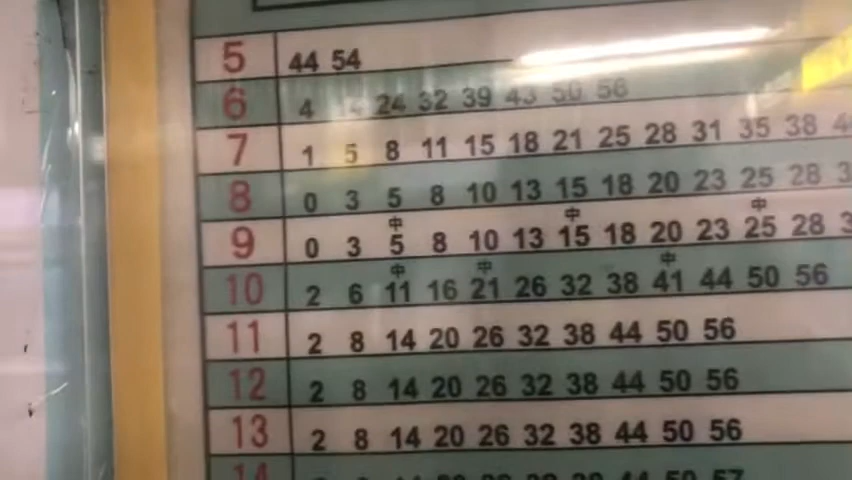 5 44 54
6 4 14 24 32 39 43 50 56
7 1 5 8 11 15 18 21 25 28 31 35 38
8 0 3 5 8 10 13 15 18 20 23 25 28
中 中 中
9 0 3 5 8 10 13 15 18 20 23 25 28
中 中 中
10 2 6 11 16 21 26 32 38 41 44 50 56
11 2 8 14 20 26 32 38 44 50 56
12 2 8 14 20 26 32 38 44 50 56
13 2 8 14 20 26 32 38 44 50 56
14